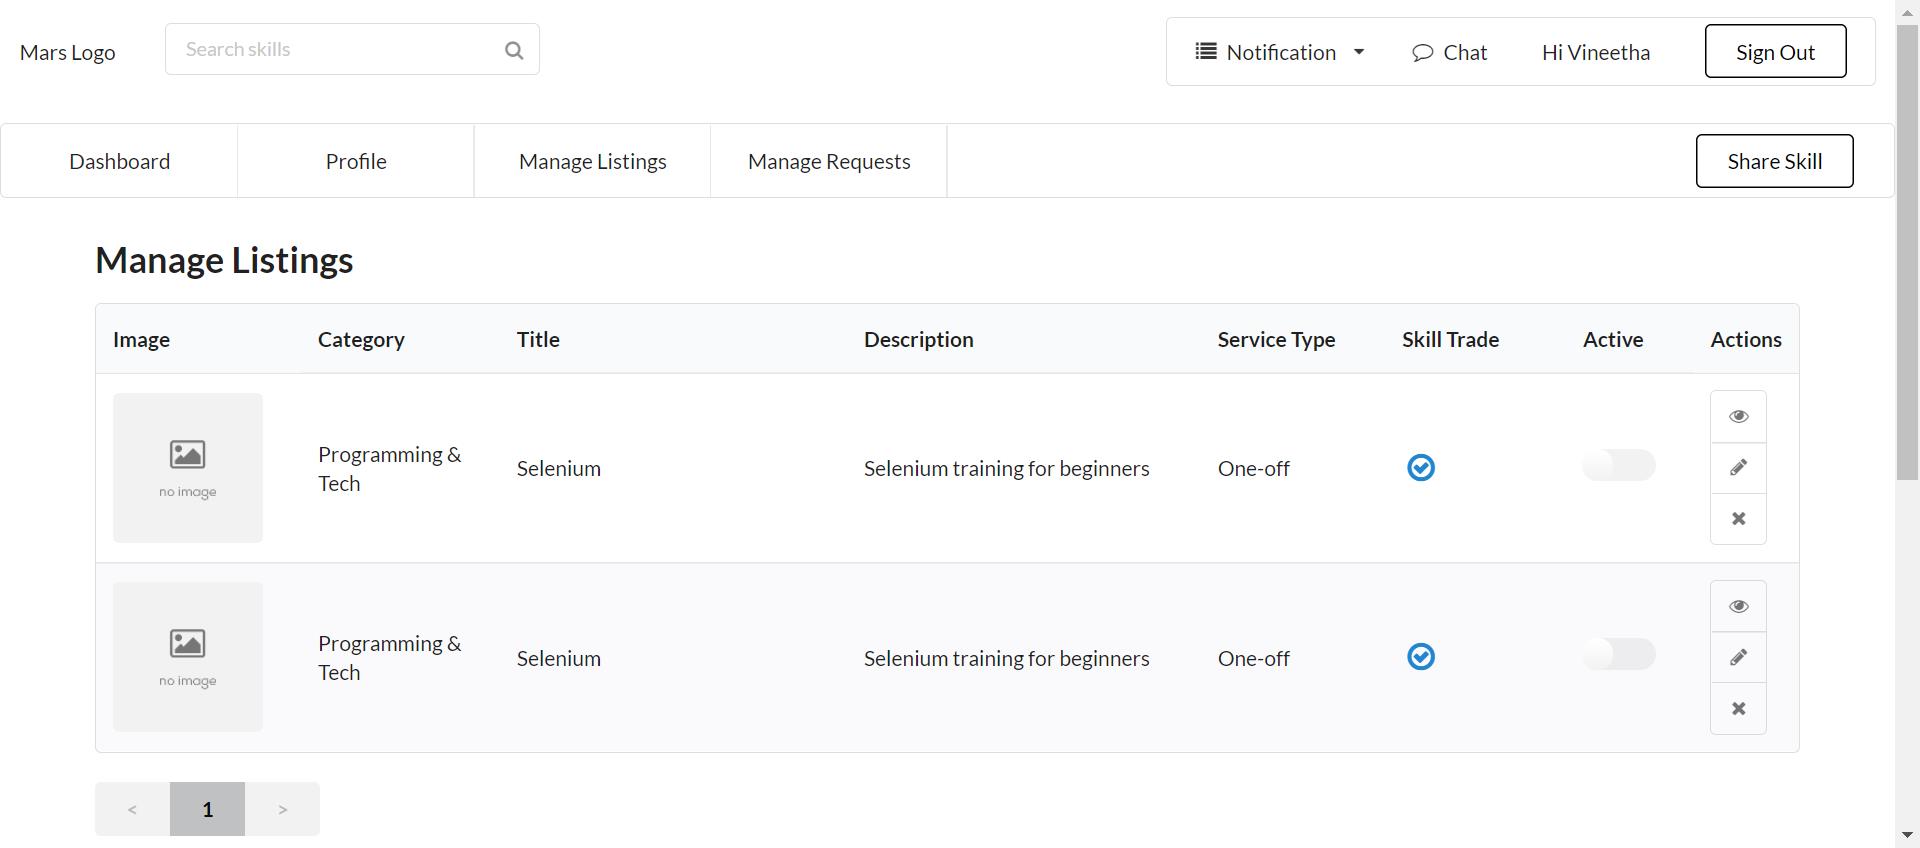 Mars Logo
Search skills
Notification
Chat
Hi Vineetha
Sign Out
Dashboard
Profile
Manage Listings
Manage Requests
Share Skill
Manage Listings
Image Category Title Description Service Type Skill Trade Active Actions
no image
Programming &
Tech
Selenium
Selenium training for beginners
One-off
no image
Programming &
Tech
Selenium
Selenium training for beginners
One-off
< 1 >